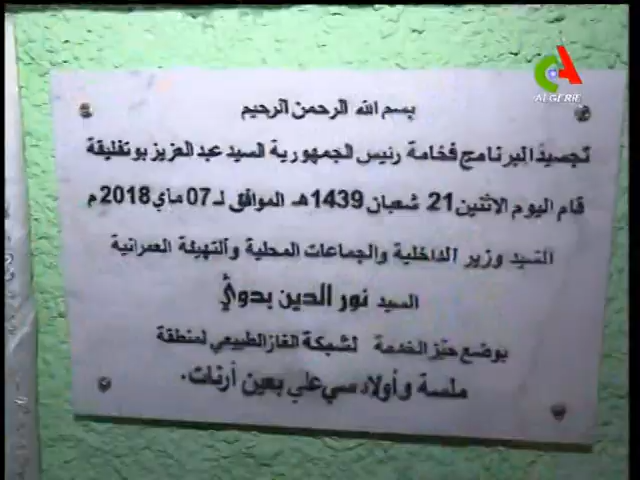 ALGERIE
بسم الله الرحمن الرحيم
تجسيدا لبرنامج فخامة رئيس الجمهورية السيد عبد العزيز بوتفليقة
قام اليوم الاثنين 21 شعبان 1439هـ الموافق لـ 07 ماي 2018م
السيد وزير الداخلية والجماعات المحلية والتهيئة العمرانية
السيد نور الدين بدوي
بوضع حيّز الخدمة لشبكة الغاز الطبيعي لمنطقة
ملسة وأولاد سي علي بعين أرنات.